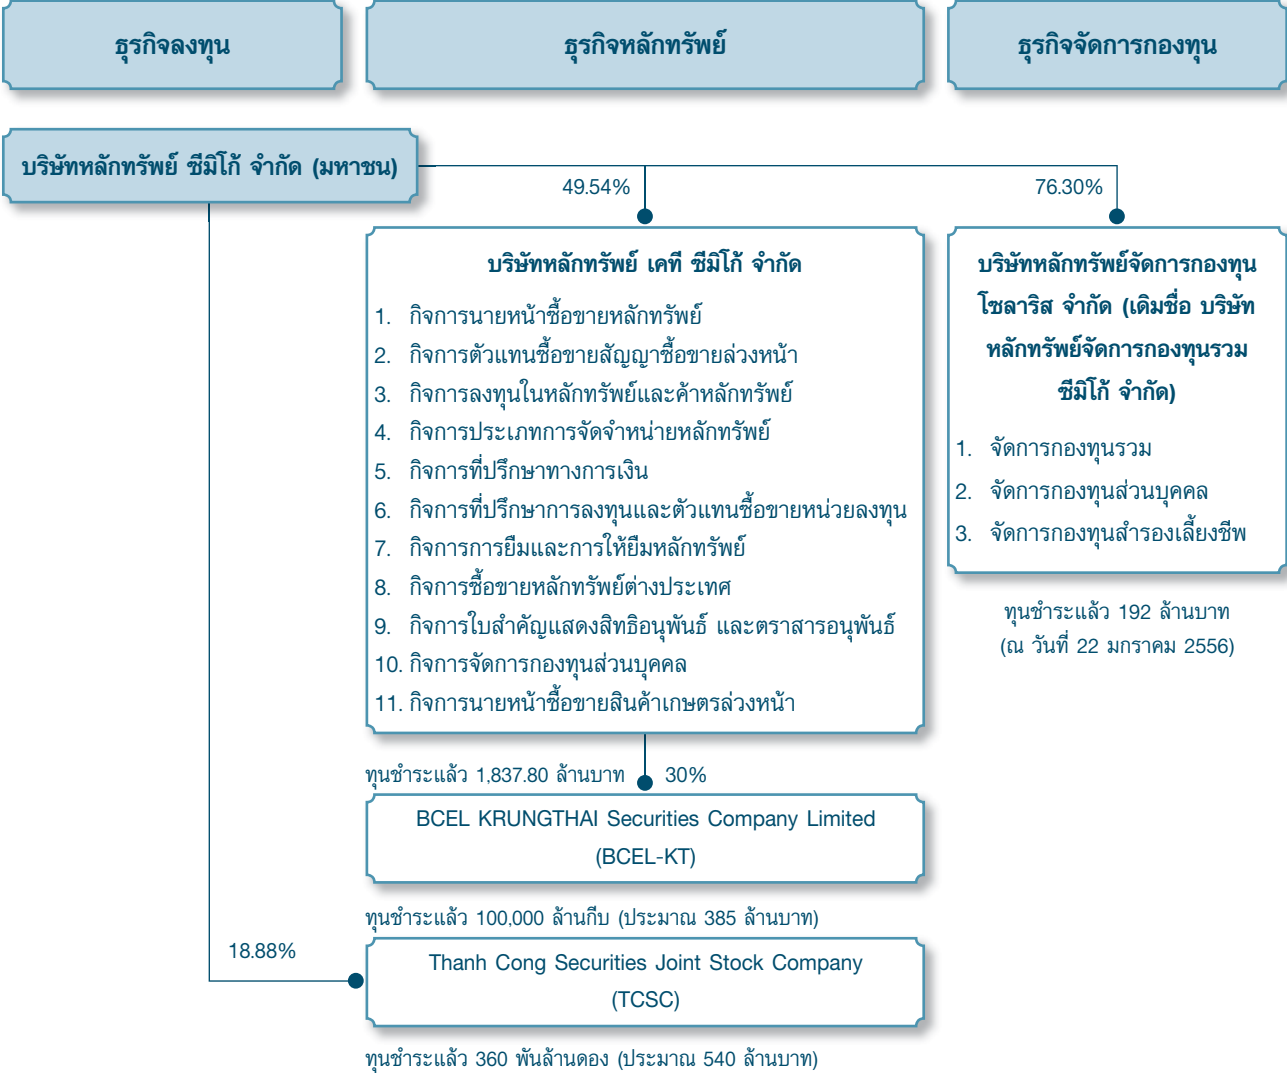 ธุรกิจลงทุน
ธุรกิจหลักทรัพย์
ธุรกิจจัดการกองทุน
บริษัทหลักทรัพย์ ซีมิโก้ จำกัด (มหาชน)
49.54%
76.30%
บริษัทหลักทรัพย์ เคที ซีมิโก้ จำกัด
1. กิจการนายหน้าซื้อขายหลักทรัพย์
2. กิจการตัวแทนซื้อขายสัญญาซื้อขายล่วงหน้า
3. กิจการลงทุนในหลักทรัพย์และค้าหลักทรัพย์
4. กิจการประเภทการจัดจำหน่ายหลักทรัพย์
5. กิจการที่ปรึกษาทางการเงิน
6. กิจการที่ปรึกษาการลงทุนและตัวแทนซื้อขายหน่วยลงทุน
7. กิจการการยืมและการให้ยืมหลักทรัพย์
8. กิจการซื้อขายหลักทรัพย์ต่างประเทศ
9. กิจการใบสำคัญแสดงสิทธิอนุพันธ์ และตราสารอนุพันธ์
10. กิจการจัดการกองทุนส่วนบุคคล
11. กิจการนายหน้าซื้อขายสินค้าเกษตรล่วงหน้า
บริษัทหลักทรัพย์จัดการกองทุน
โซลาริส จำกัด (เดิมชื่อ บริษัท
หลักทรัพย์จัดการกองทุนรวม
ซีมิโก้ จำกัด)
1. จัดการกองทุนรวม
2. จัดการกองทุนส่วนบุคคล
3. จัดการกองทุนสำรองเลี้ยงชีพ
ทุนชำระแล้ว 192 ล้านบาท
(ณ วันที่ 22 มกราคม 2556)
ทุนชำระแล้ว 1,837.80 ล้านบาท
30%
BCEL KRUNGTHAI Securities Company Limited
(BCEL-KT)
ทุนชำระแล้ว 100,000 ล้านกีบ (ประมาณ 385 ล้านบาท)
18.88%
Thanh Cong Securities Joint Stock Company
(TCSC)
ทุนชำระแล้ว 360 พันล้านดอง (ประมาณ 540 ล้านบาท)